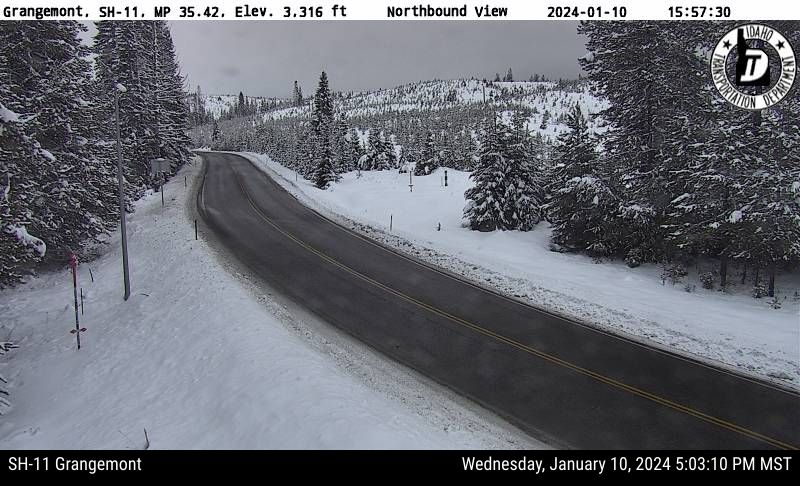 Grangemont, SH-11, MP 35.42, Elev. 3,316 ft Northbound View 2024-01-10 15:57:30
IDAHO
TRANSPORTATION DEPARTMENT
SH-11 Grangemont Wednesday, January 10, 2024 5:03:10 PM MST